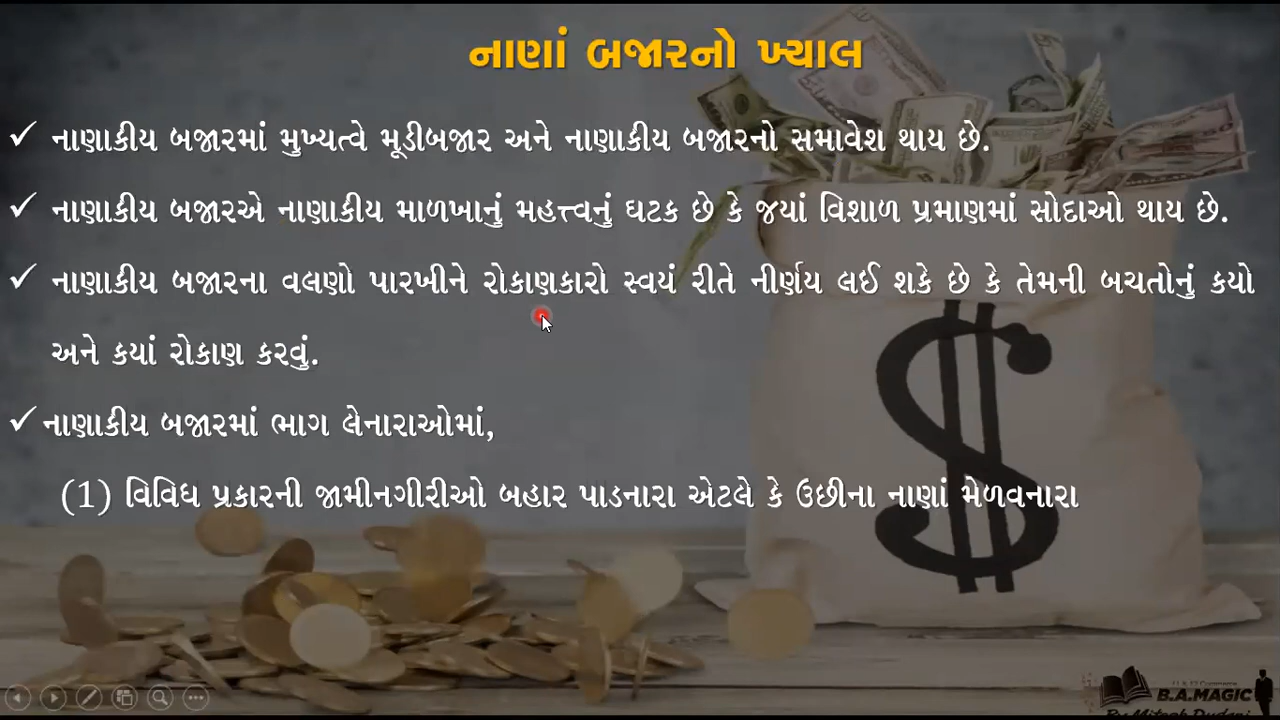 નાણાં બજારનો ખ્યાલ
✓ નાણાકીય બજારમાં મુખ્યત્વે મૂડીબજાર અને નાણાકીય બજારનો સમાવેશ થાય છે.
✓ નાણાકીય બજારએ નાણાકીય માળખાનું મહત્ત્વનું ઘટક છે કે જયાં વિશાળ પ્રમાણમાં સોદાઓ થાય છે.
✓ નાણાકીય બજારના વલણો પારખીને રોકાણકારો સ્વયં રીતે નીર્ણય લઈ શકે છે કે તેમની બચતોનું કયો
અને કયાં રોકાણ કરવું.
✓ નાણાકીય બજારમાં ભાગ લેનારાઓમાં,
(1) વિવિધ પ્રકારની જામીનગીરીઓ બહાર પાડનારા એટલે કે ઉછીના નાણાં મેળવનારા
B.A.MAGIC